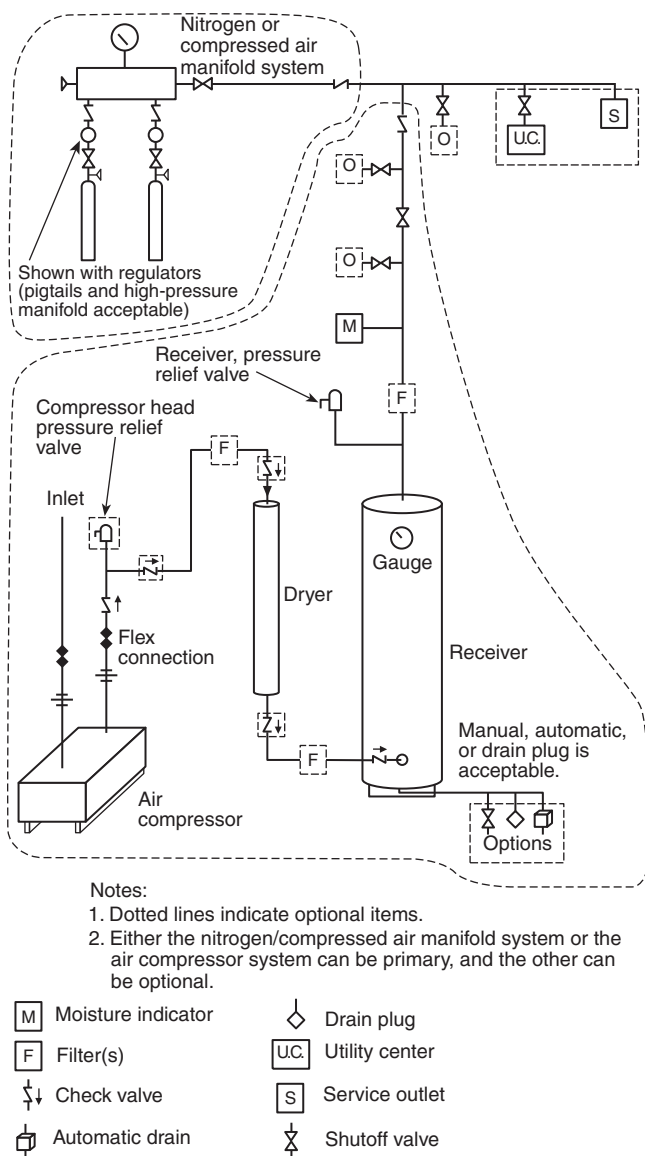 Nitrogen or
compressed air
manifold system
S
U.C.
O
O
O
Shown with regulators
(pigtails and high-pressure
manifold acceptable)
M
Receiver, pressure
relief valve
F
Compressor head
pressure relief
valve
F
Inlet
Gauge
Dryer
Flex
connection
Receiver
Manual, automatic,
or drain plug is
acceptable.
F
Air
compressor
Options
Notes:
1. Dotted lines indicate optional items.
2. Either the nitrogen/compressed air manifold system or the
air compressor system can be primary, and the other can
be optional.
M Moisture indicator
Drain plug
F Filter(s)
U.C. Utility center
Check valve
S Service outlet
Automatic drain
Shutoff valve